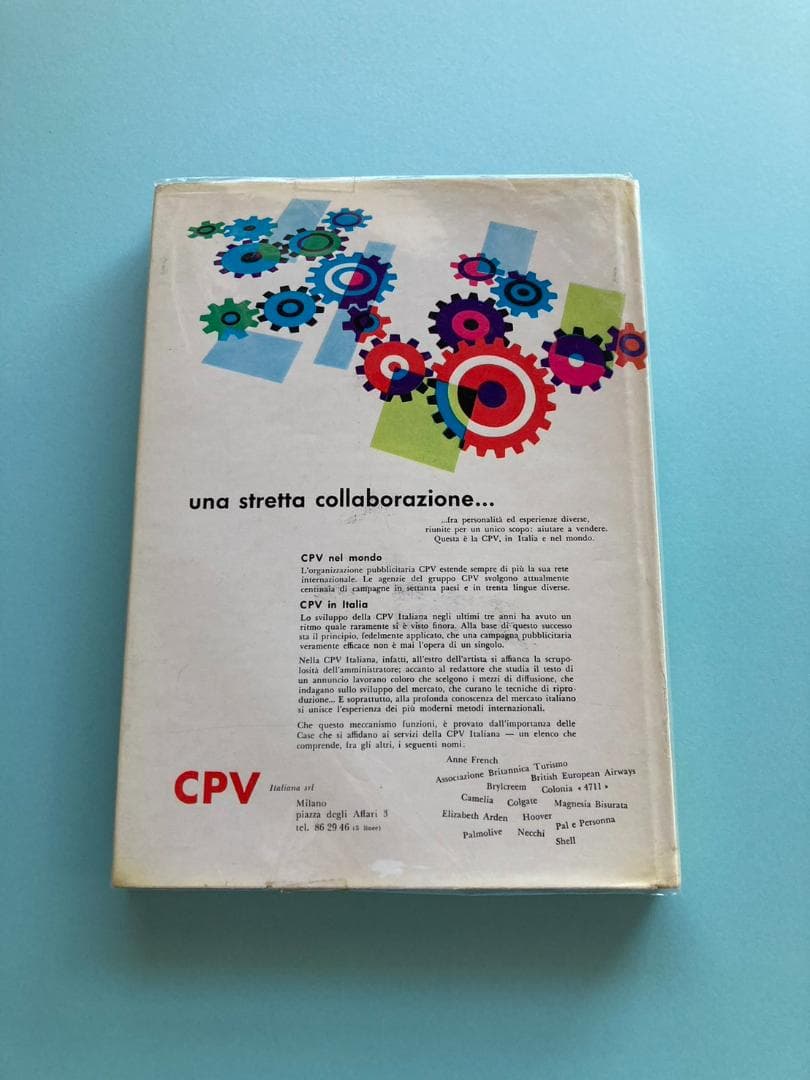 una stretta collaborazione...
...fra personalità ed esperienze diverse,
riunite per un unico scopo: aiutare a vendere.
Questa è la CPV, in Italia e nel mondo.
CPV nel mondo
L'organizzazione pubblicitaria CPV estende sempre di più la sua rete
internazionale. Le agenzie del gruppo CPV svolgono attualmente
centinaia di campagne in settanta paesi e in trenta lingue diverse.
CPV in Italia
Lo sviluppo della CPV Italiana negli ultimi tre anni ha avuto un
ritmo quale raramente si è visto finora. Alla base di questo successo
sta il principio, fedelmente applicato, che una campagna pubblicitaria
veramente efficace non è mai l'opera di un singolo.
Nella CPV Italiana, infatti, all'estro dell'artista si affianca la scrupo-
losità dell'amministratore; accanto al redattore che studia il testo di
un annuncio lavorano coloro che scelgono i mezzi di diffusione, che
indagano sullo sviluppo del mercato, che curano le tecniche di ripro-
duzione... E soprattutto, alla profonda conoscenza del mercato italiano
si unisce l'esperienza dei più moderni metodi internazionali.
Che questo meccanismo funzioni, è provato dall'importanza delle
Case che si affidano ai servizi della CPV Italiana — un elenco che
comprende, fra gli altri, i seguenti nomi:
Anne French
Associazione Britannica Turismo
British European Airways
Brylcreem Colonia « 4711 »
Camelia Colgate Magnesia Bisurata
Elizabeth Arden Hoover Pal e Personna
Palmolive Necchi Shell
CPV Italiana srl
Milano
piazza degli Affari 3
tel. 86 29 46 (5 linee)